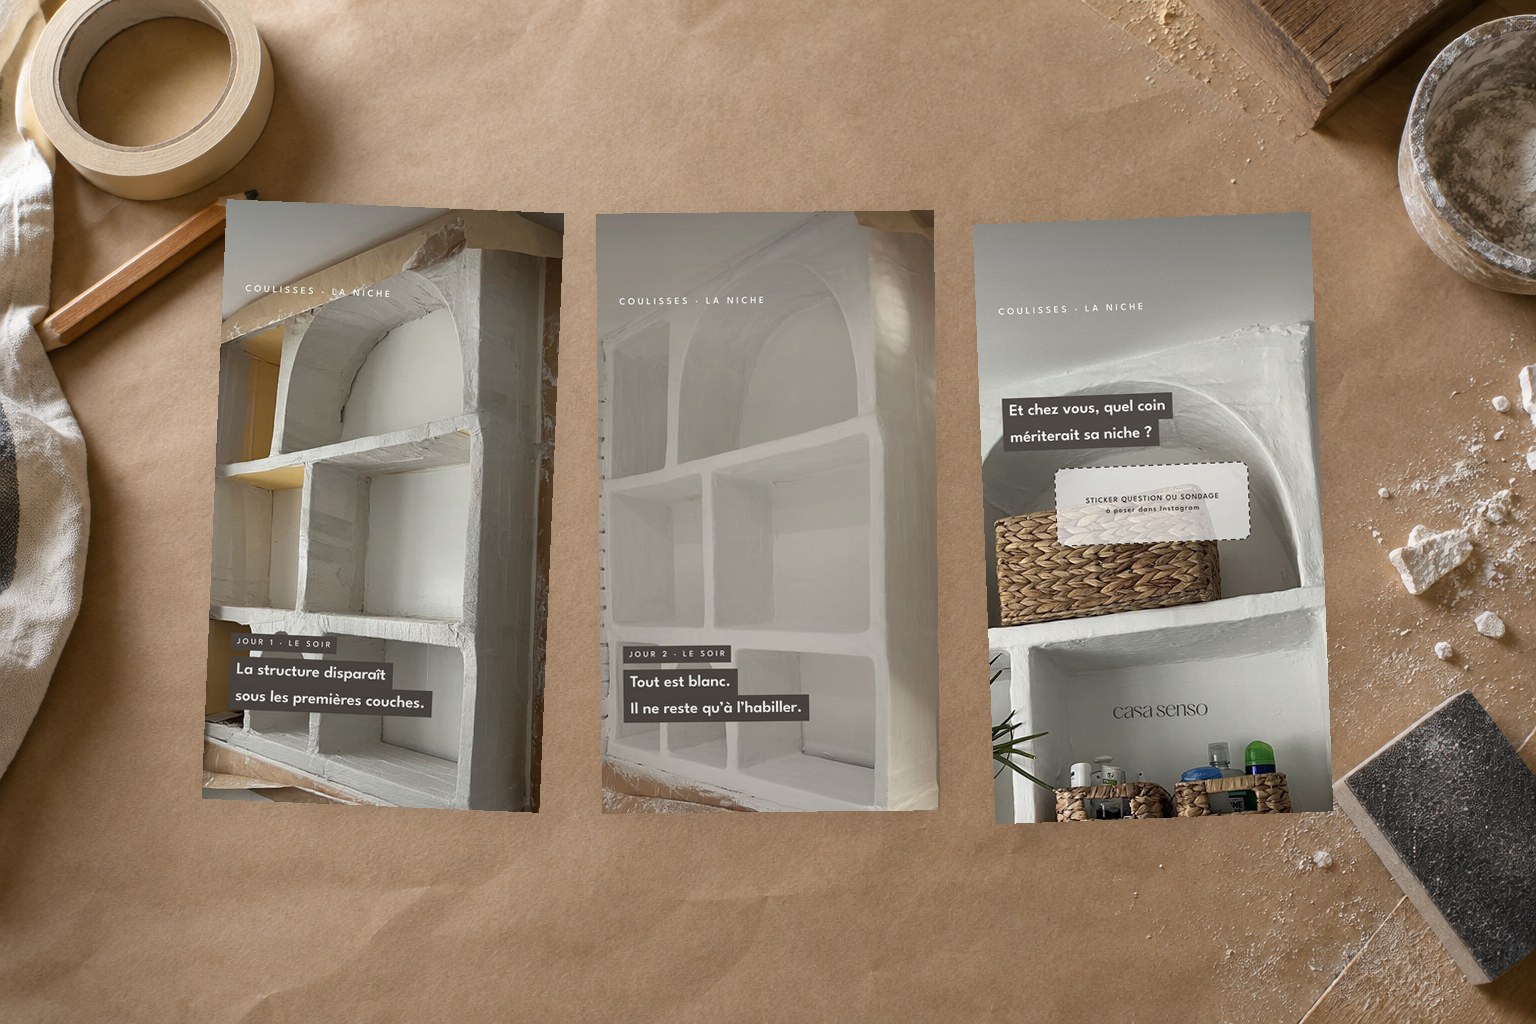 COULISSES · LA NICHE
JOUR 1 · LE SOIR
La structure disparaît
sous les premières couches.
COULISSES · LA NICHE
JOUR 2 · LE SOIR
Tout est blanc.
Il ne reste qu'à l'habiller.
COULISSES · LA NICHE
Et chez vous, quel coin
mériterait sa niche ?
STICKER QUESTION OU SONDAGE
à poser dans Instagram
casa senso